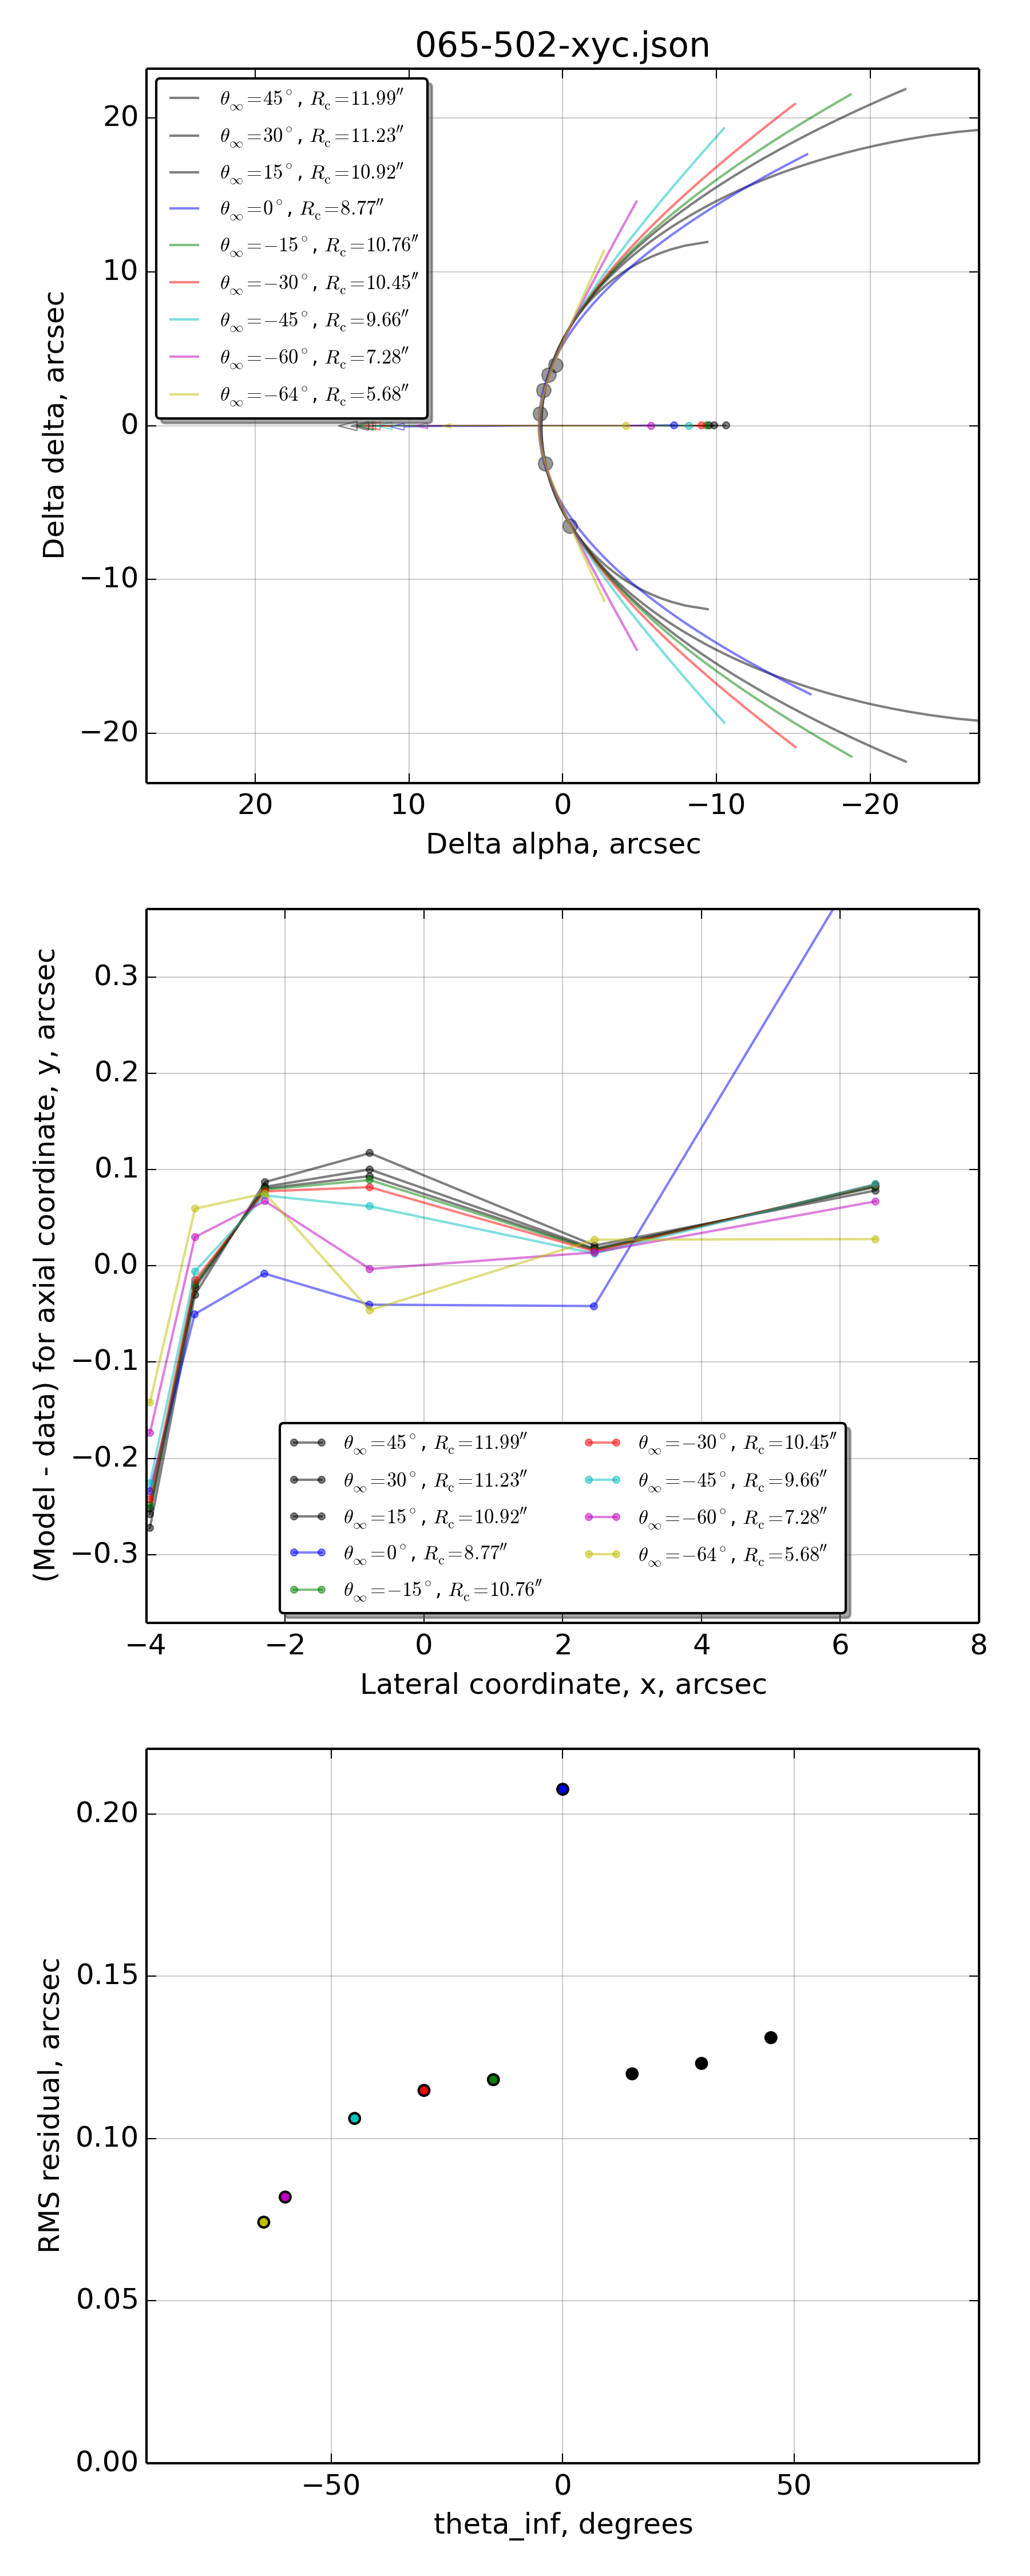 065-502-xyc.json
θ∞=45°, Rc=11.99″
θ∞=30°, Rc=11.23″
θ∞=15°, Rc=10.92″
θ∞=0°, Rc=8.77″
θ∞=−15°, Rc=10.76″
θ∞=−30°, Rc=10.45″
θ∞=−45°, Rc=9.66″
θ∞=−60°, Rc=7.28″
θ∞=−64°, Rc=5.68″
20
10
0
−10
−20
Delta delta, arcsec
20 10 0 −10 −20
Delta alpha, arcsec
0.3
0.2
0.1
0.0
−0.1
−0.2
−0.3
(Model - data) for axial coordinate, y, arcsec
θ∞=45°, Rc=11.99″
θ∞=30°, Rc=11.23″
θ∞=15°, Rc=10.92″
θ∞=0°, Rc=8.77″
θ∞=−15°, Rc=10.76″
θ∞=−30°, Rc=10.45″
θ∞=−45°, Rc=9.66″
θ∞=−60°, Rc=7.28″
θ∞=−64°, Rc=5.68″
−4 −2 0 2 4 6 8
Lateral coordinate, x, arcsec
0.20
0.15
0.10
0.05
0.00
RMS residual, arcsec
−50 0 50
theta_inf, degrees